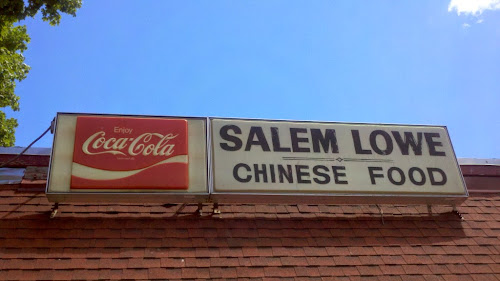 Enjoy
Coca-Cola
SALEM LOWE
CHINESE FOOD